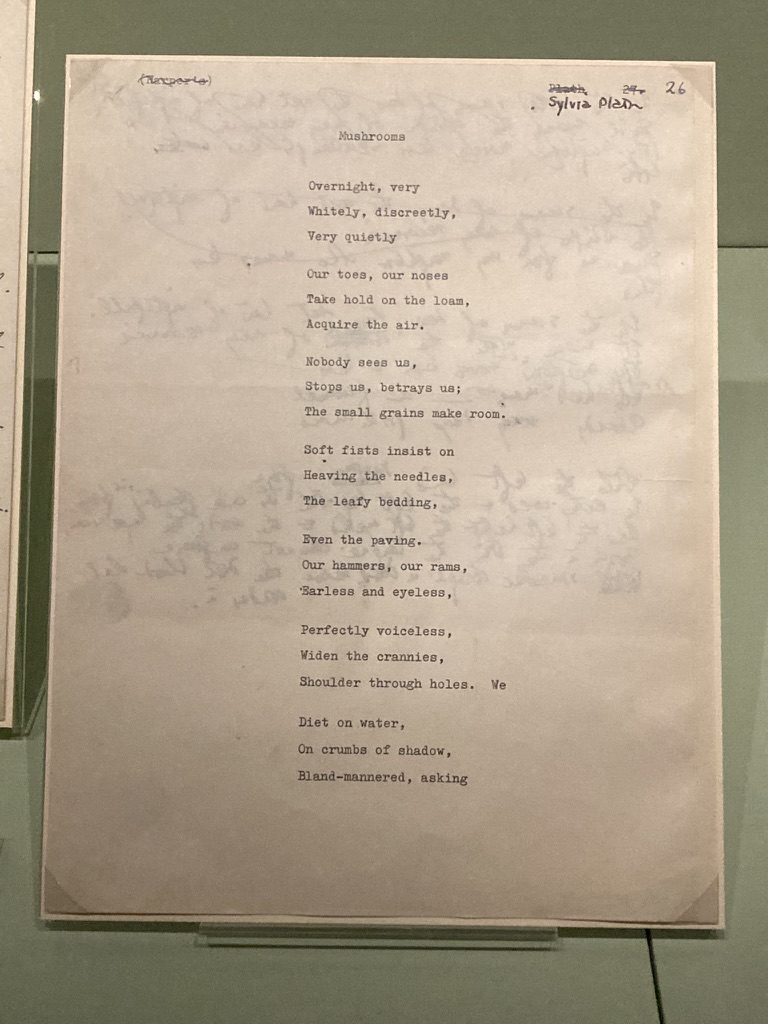 (Harper's)
Plath 27. 26
Sylvia Plath
Mushrooms
Overnight, very
Whitely, discreetly,
Very quietly
Our toes, our noses
Take hold on the loam,
Acquire the air.
Nobody sees us,
Stops us, betrays us;
The small grains make room.
Soft fists insist on
Heaving the needles,
The leafy bedding,
Even the paving.
Our hammers, our rams,
Earless and eyeless,
Perfectly voiceless,
Widen the crannies,
Shoulder through holes. We
Diet on water,
On crumbs of shadow,
Bland-mannered, asking